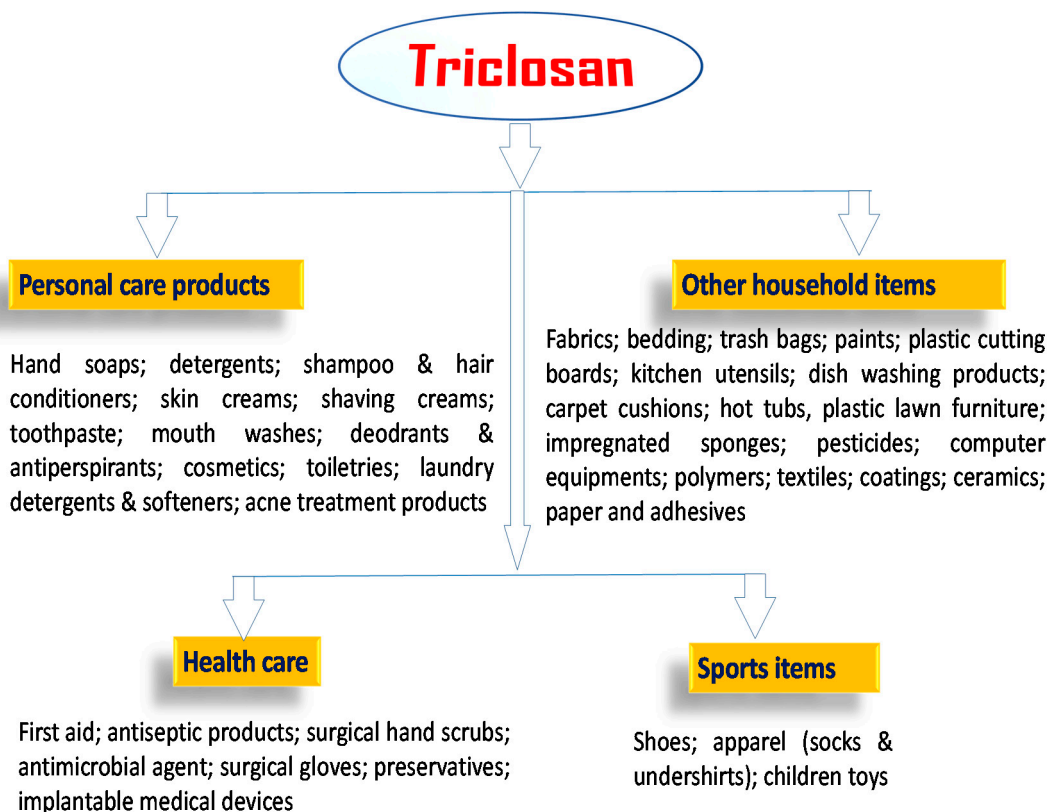 Triclosan
Personal care products
Hand soaps; detergents; shampoo & hair
conditioners; skin creams; shaving creams;
toothpaste; mouth washes; deodrants &
antiperspirants; cosmetics; toiletries; laundry
detergents & softeners; acne treatment products
Other household items
Fabrics; bedding; trash bags; paints; plastic cutting
boards; kitchen utensils; dish washing products;
carpet cushions; hot tubs, plastic lawn furniture;
impregnated sponges; pesticides; computer
equipments; polymers; textiles; coatings; ceramics;
paper and adhesives
Health care
First aid; antiseptic products; surgical hand scrubs;
antimicrobial agent; surgical gloves; preservatives;
implantable medical devices
Sports items
Shoes; apparel (socks &
undershirts); children toys